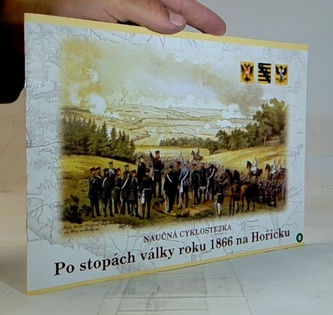 NAUČNÁ CYKLOSTEZKA
Po stopách války roku 1866 na Hořicku